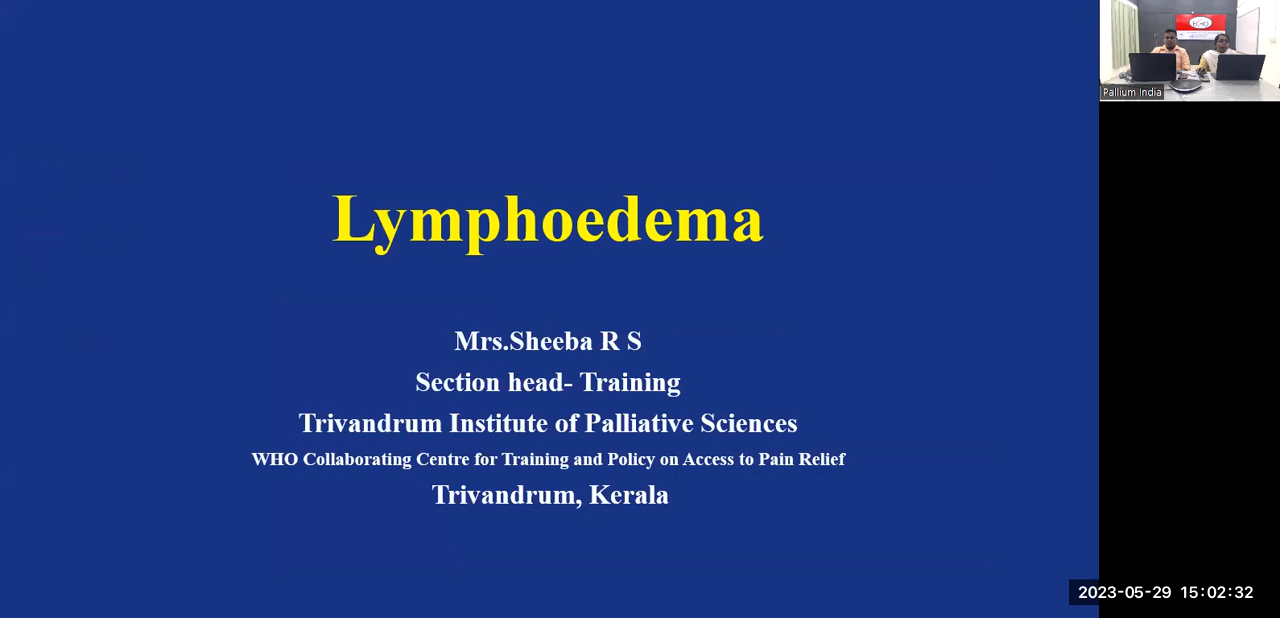 Lymphoedema
Mrs.Sheeba R S
Section head- Training
Trivandrum Institute of Palliative Sciences
WHO Collaborating Centre for Training and Policy on Access to Pain Relief
Trivandrum, Kerala
Pallium India
2023-05-29 15:02:32